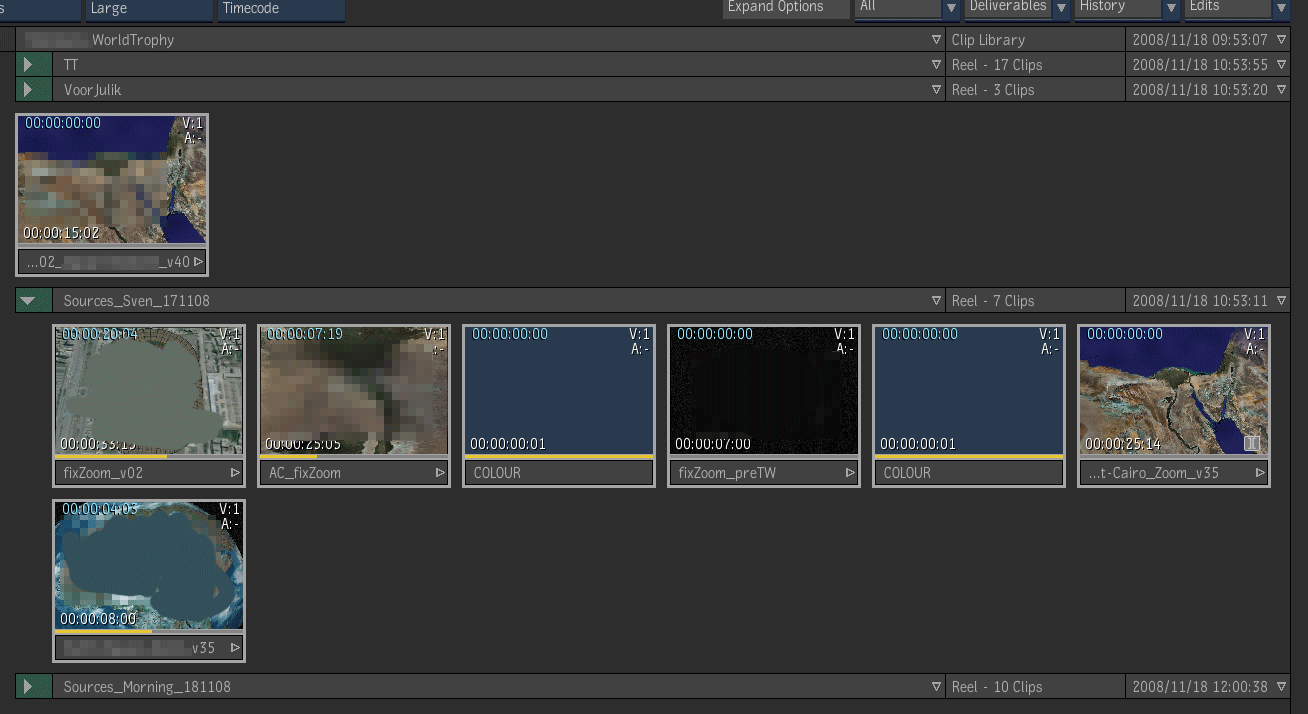 s Large Timecode Expand Options All Deliverables History Edits
WorldTrophy Clip Library 2008/11/18 09:53:07
TT Reel - 17 Clips 2008/11/18 10:53:55
VoorJulik Reel - 3 Clips 2008/11/18 10:53:20
00:00:00:00 V:1
A:-
00:00:15:02
...02_ _v40
Sources_Sven_171108 Reel - 7 Clips 2008/11/18 10:53:11
00:00:20:04 V:1 00:00:07:19 V:1 00:00:00:00 V:1 00:00:00:00 V:1 00:00:00:00 V:1 00:00:00:00 V:1
A:- :- A:- A:- A:- A:-
00:00:33:15 00:00:25:05 00:00:00:01 00:00:07:00 00:00:00:01 00:00:25:14
fixZoom_v02 AC_fixZoom COLOUR fixZoom_preTW COLOUR ...t-Cairo_Zoom_v35
00:00:04:03 V:1
A:-
00:00:08:00
v35
Sources_Morning_181108 Reel - 10 Clips 2008/11/18 12:00:38